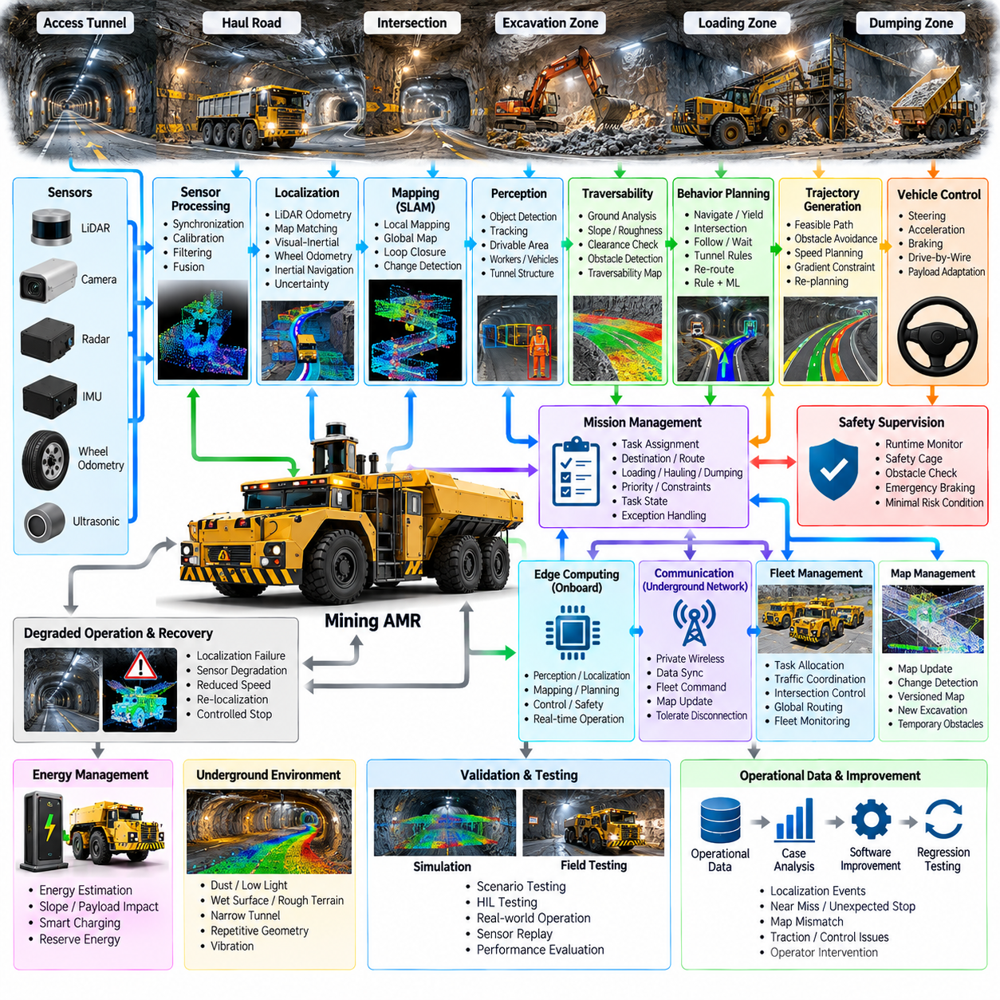 Access Tunnel
Haul Road
Intersection
Excavation Zone
Loading Zone
Dumping Zone
Sensors
LiDAR
Camera
Radar
IMU
Wheel
Odometry
Ultrasonic
Sensor
Processing
• Synchronization
• Calibration
• Filtering
• Fusion
Localization
• LiDAR Odometry
• Map Matching
• Visual-Inertial
• Wheel Odometry
• Inertial Navigation
• Uncertainty
Mapping
(SLAM)
• Local Mapping
• Global Map
• Loop Closure
• Change Detection
Perception
• Object Detection
• Tracking
• Drivable Area
• Workers / Vehicles
• Tunnel Structure
Traversability
• Ground Analysis
• Slope / Roughness
• Clearance Check
• Obstacle Detection
• Traversability Map
Behavior Planning
• Navigate / Yield
• Intersection
• Follow / Wait
• Tunnel Rules
• Re-route
• Rule + ML
Trajectory
Generation
• Feasible Path
• Obstacle Avoidance
• Speed Planning
• Gradient Constraint
• Re-planning
Vehicle Control
• Steering
• Acceleration
• Braking
• Drive-by-Wire
• Payload Adaptation
Mission Management
• Task Assignment
• Destination / Route
• Loading / Hauling / Dumping
• Priority / Constraints
• Task State
• Exception Handling
Safety Supervision
• Runtime Monitor
• Safety Cage
• Obstacle Check
• Emergency Braking
• Minimal Risk Condition
Mining AMR
Edge Computing
(Onboard)
• Perception / Localization
• Mapping / Planning
• Control / Safety
• Real-time Operation
Communication
(Underground Network)
• Private Wireless
• Data Sync
• Fleet Command
• Map Update
• Tolerate Disconnection
Fleet Management
• Task Allocation
• Traffic Coordination
• Intersection Control
• Global Routing
• Fleet Monitoring
Map Management
• Map Update
• Change Detection
• Versioned Map
• New Excavation
• Temporary Obstacles
Degraded Operation & Recovery
• Localization Failure
• Sensor Degradation
• Reduced Speed
• Re-localization
• Controlled Stop
Energy Management
• Energy Estimation
• Slope / Payload Impact
• Smart Charging
• Reserve Energy
Underground Environment
• Dust / Low Light
• Wet Surface / Rough Terrain
• Narrow Tunnel
• Repetitive Geometry
• Vibration
Validation & Testing
Simulation
Field Testing
• Scenario Testing
• HIL Testing
• Real-world Operation
• Sensor Replay
• Performance Evaluation
Operational Data & Improvement
Operational
Data
Case
Analysis
Software
Improvement
Regression
Testing
• Localization Events
• Near Miss / Unexpected Stop
• Map Mismatch
• Traction / Control Issues
• Operator Intervention